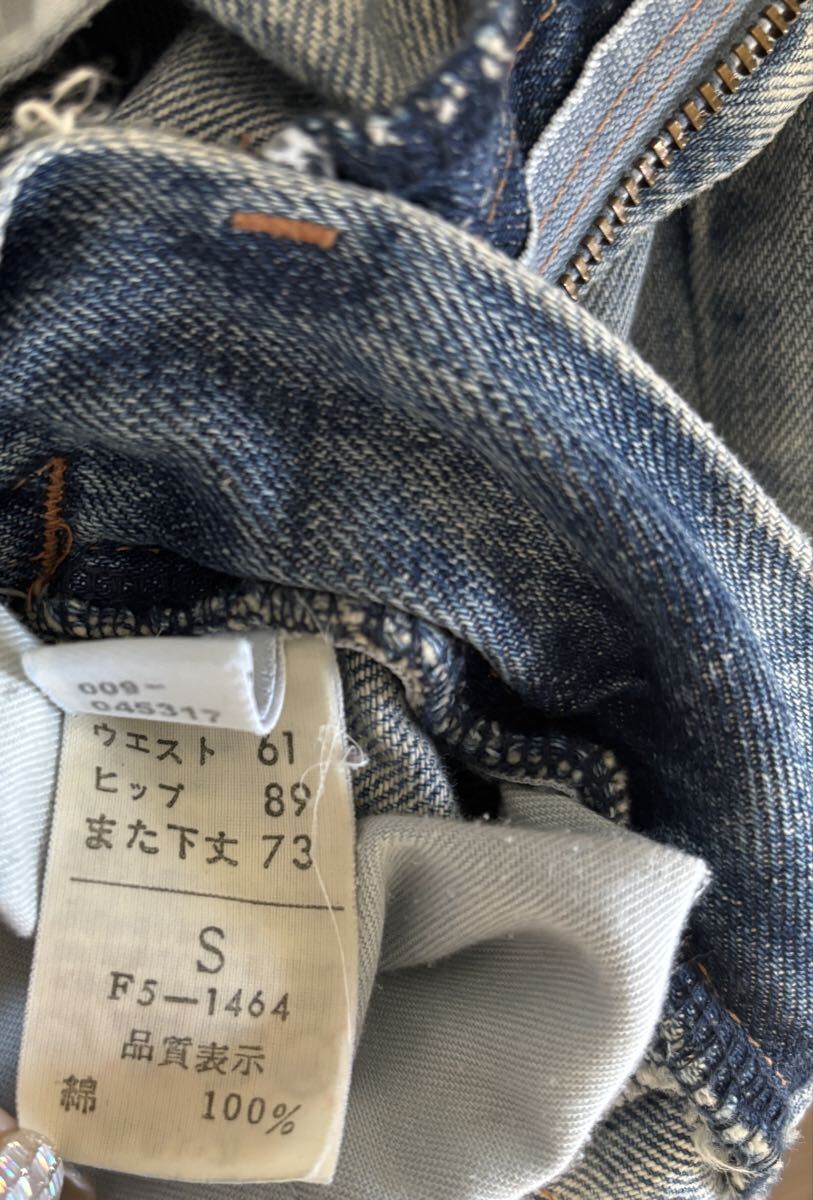 009-
045317
ウエスト 61
ヒップ 89
また下丈 73
S
F5-1464
品質表示
綿 100%